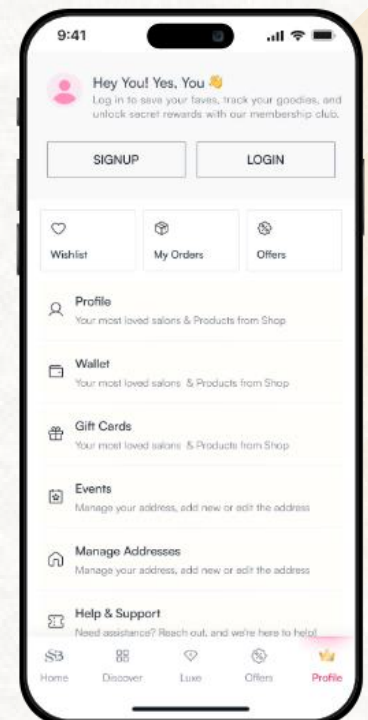 9:41
Hey You! Yes, You 👋
Log in to save your faves, track your goodies, and
unlock secret rewards with our membership club.
SIGNUP
LOGIN
Wishlist
My Orders
Offers
Profile
Your most loved salons & Products from Shop
Wallet
Your most loved salons & Products from Shop
Gift Cards
Your most loved salons & Products from Shop
Events
Manage your address, add new or edit the address
Manage Addresses
Manage your address, add new or edit the address
Help & Support
Need assistance? Reach out, and we're here to help!
SB
Home
Discover
Luxe
Offers
Profile